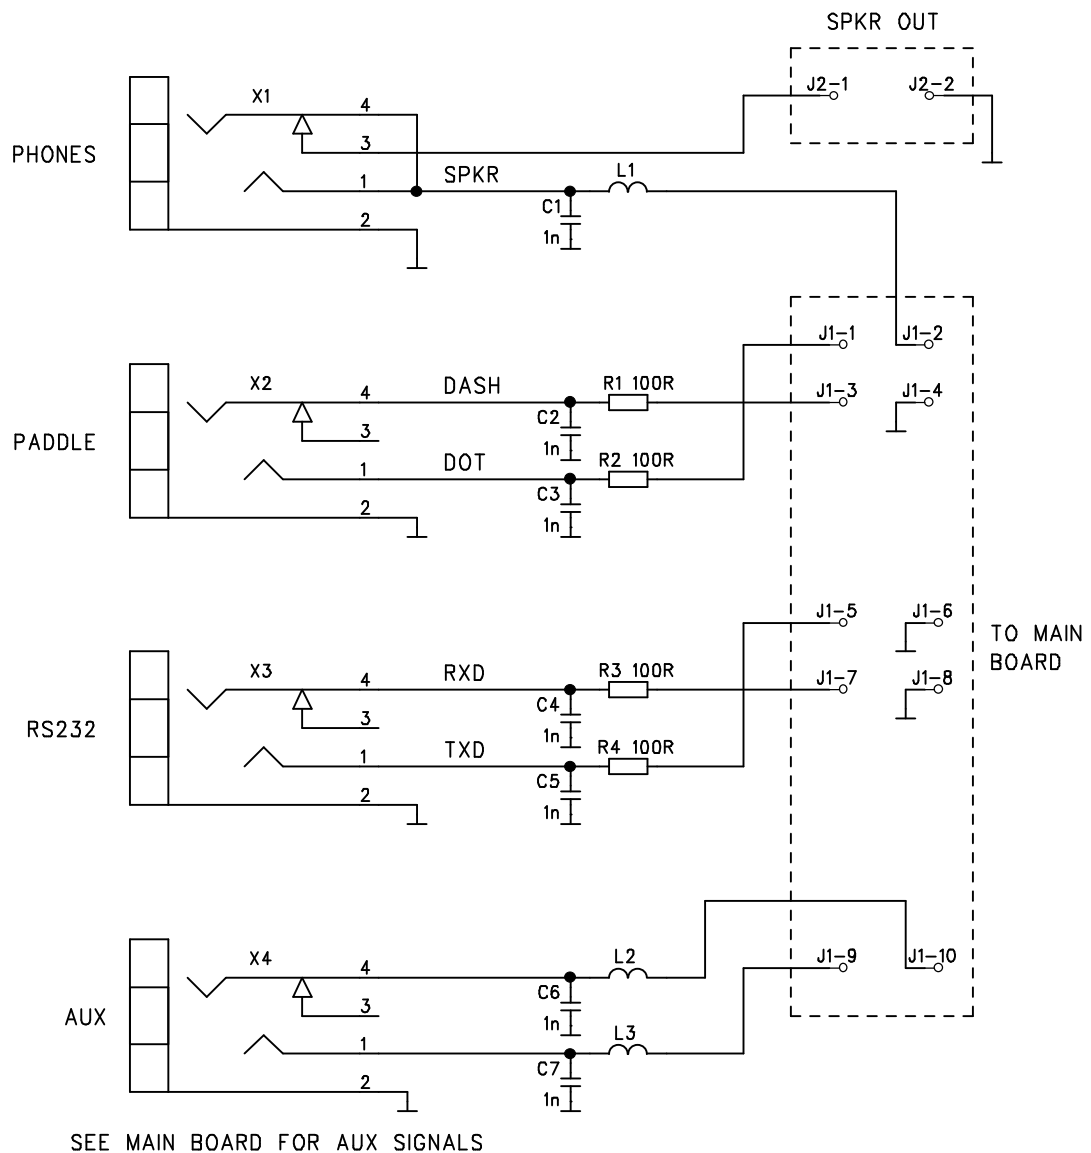 SPKR OUT
J2-1 J2-2
X1
4
3
PHONES
1 SPKR L1
C1
2
1n
J1-1 J1-2
X2
4 DASH R1 100R J1-3 J1-4
C2
3
PADDLE
1n
1 DOT R2 100R
C3
2
1n
J1-5 J1-6
TO MAIN
BOARD
X3
4 RXD R3 100R J1-7 J1-8
C4
3
RS232
1n
1 TXD R4 100R
C5
2
1n
X4
4 L2 J1-9 J1-10
C6
3
AUX
1n
1 L3
C7
2
1n
SEE MAIN BOARD FOR AUX SIGNALS